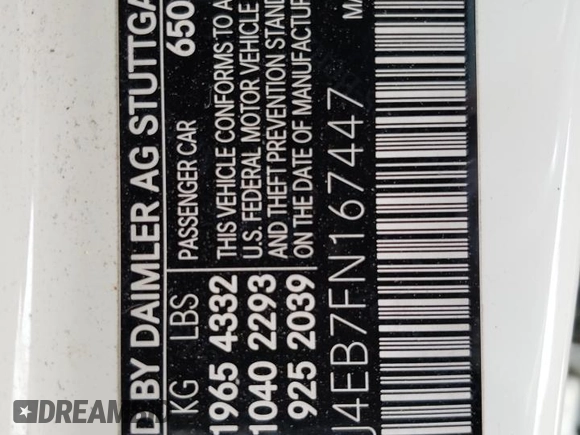 D BY DAIMLER AG STUTTGA
KG LBS PASSENGER CAR 650
1965 4332 THIS VEHICLE CONFORMS TO A
1040 2293 U.S. FEDERAL MOTOR VEHICLE
AND THEFT PREVENTION STAND
925 2039 ON THE DATE OF MANUFACTUR
J4EB7FN167447
MA
DREAM